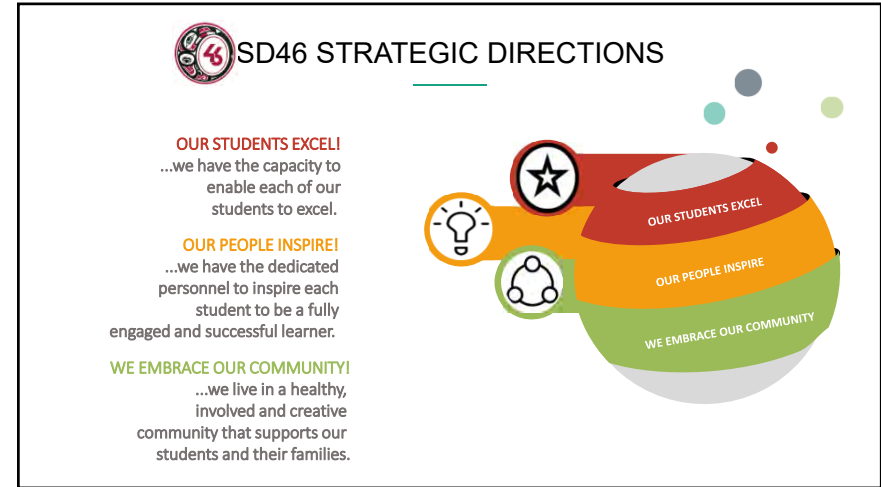 46
SD46 STRATEGIC DIRECTIONS
OUR STUDENTS EXCEL!
...we have the capacity to
enable each of our
students to excel.
OUR PEOPLE INSPIRE!
...we have the dedicated
personnel to inspire each
student to be a fully
engaged and successful learner.
WE EMBRACE OUR COMMUNITY!
...we live in a healthy,
involved and creative
community that supports our
students and their families.
OUR STUDENTS EXCEL
OUR PEOPLE INSPIRE
WE EMBRACE OUR COMMUNITY